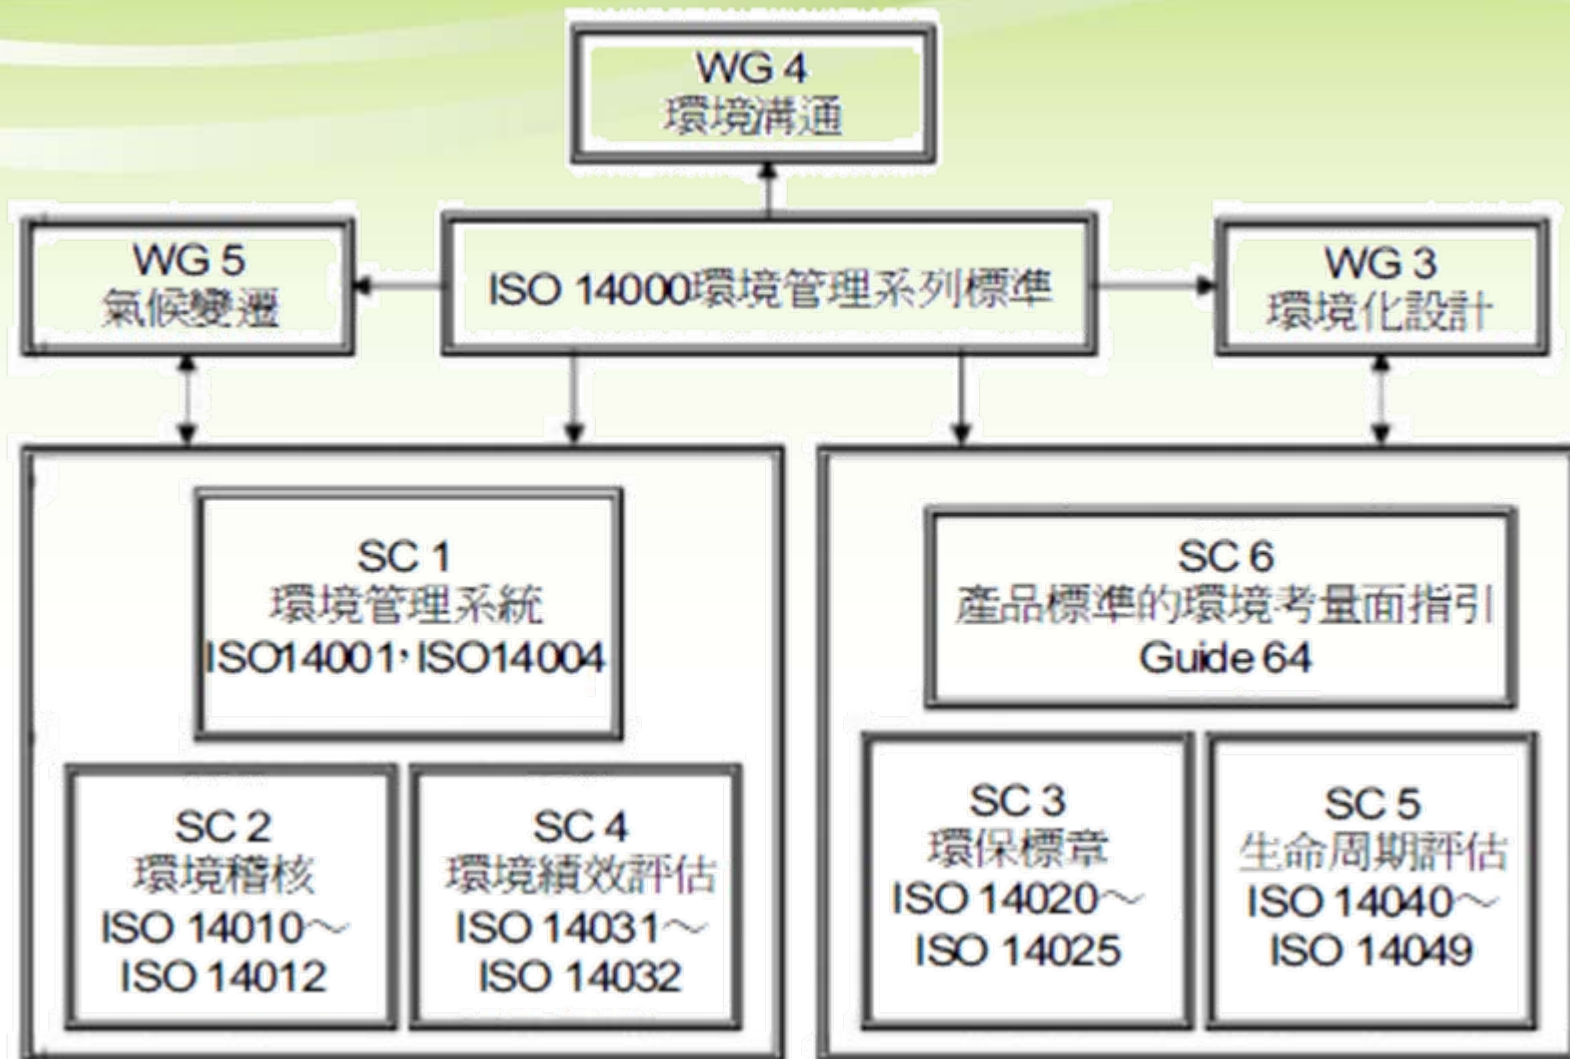 WG 4
環境溝通
WG 5
氣候變遷
ISO 14000環境管理系列標準
WG 3
環境化設計
SC 1
環境管理系統
ISO14001,ISO14004
SC 2
環境稽核
ISO 14010～
ISO 14012
SC 4
環境績效評估
ISO 14031～
ISO 14032
SC 6
產品標準的環境考量面指引
Guide 64
SC 3
環保標章
ISO 14020～
ISO 14025
SC 5
生命周期評估
ISO 14040～
ISO 14049